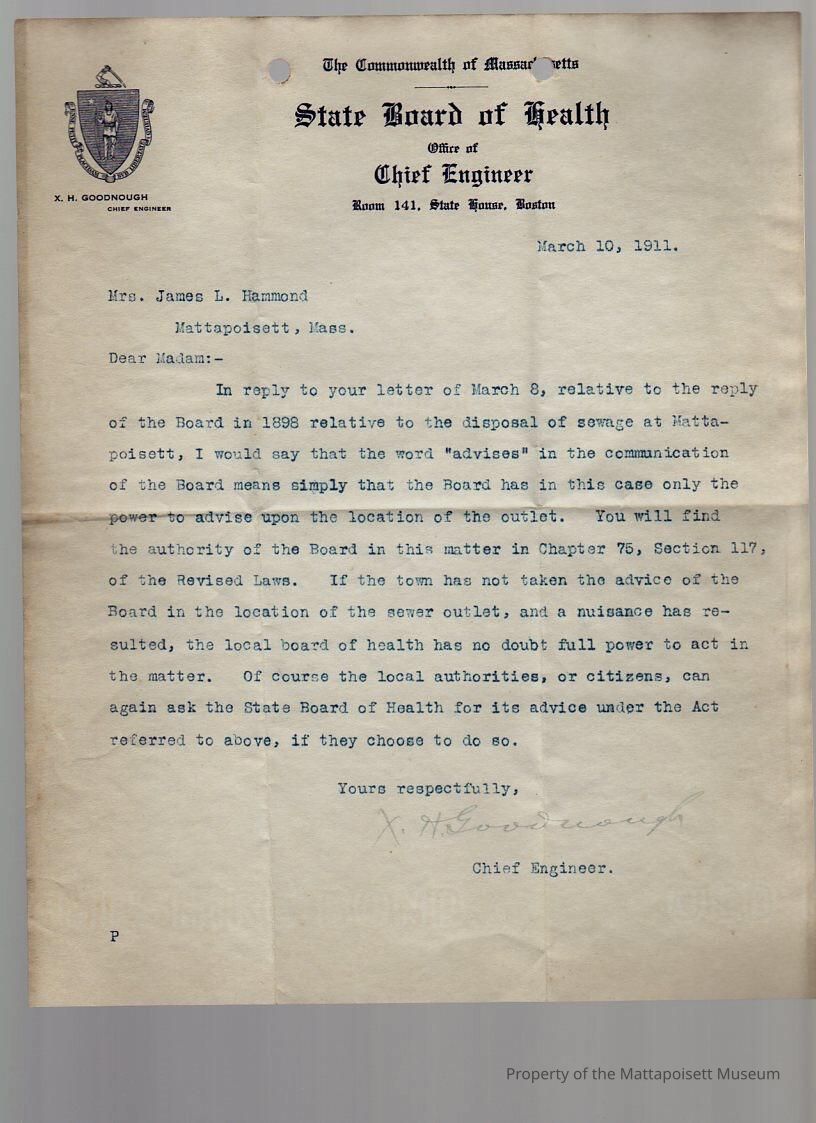 The Commonwealth of Massachusetts
State Board of Health
Office of
Chief Engineer
Room 141, State House, Boston
X. H. GOODNOUGH
CHIEF ENGINEER
March 10, 1911.
Mrs. James L. Hammond
Mattapoisett, Mass.
Dear Madam:-
In reply to your letter of March 8, relative to the reply
of the Board in 1898 relative to the disposal of sewage at Matta-
poisett, I would say that the word "advises" in the communication
of the Board means simply that the Board has in this case only the
power to advise upon the location of the outlet. You will find
the authority of the Board in this matter in Chapter 75, Section 117,
of the Revised Laws. If the town has not taken the advice of the
Board in the location of the sewer outlet, and a nuisance has re-
sulted, the local board of health has no doubt full power to act in
the matter. Of course the local authorities, or citizens, can
again ask the State Board of Health for its advice under the Act
referred to above, if they choose to do so.
Yours respectfully,
X. H. Goodnough
Chief Engineer.
P
Property of the Mattapoisett Museum